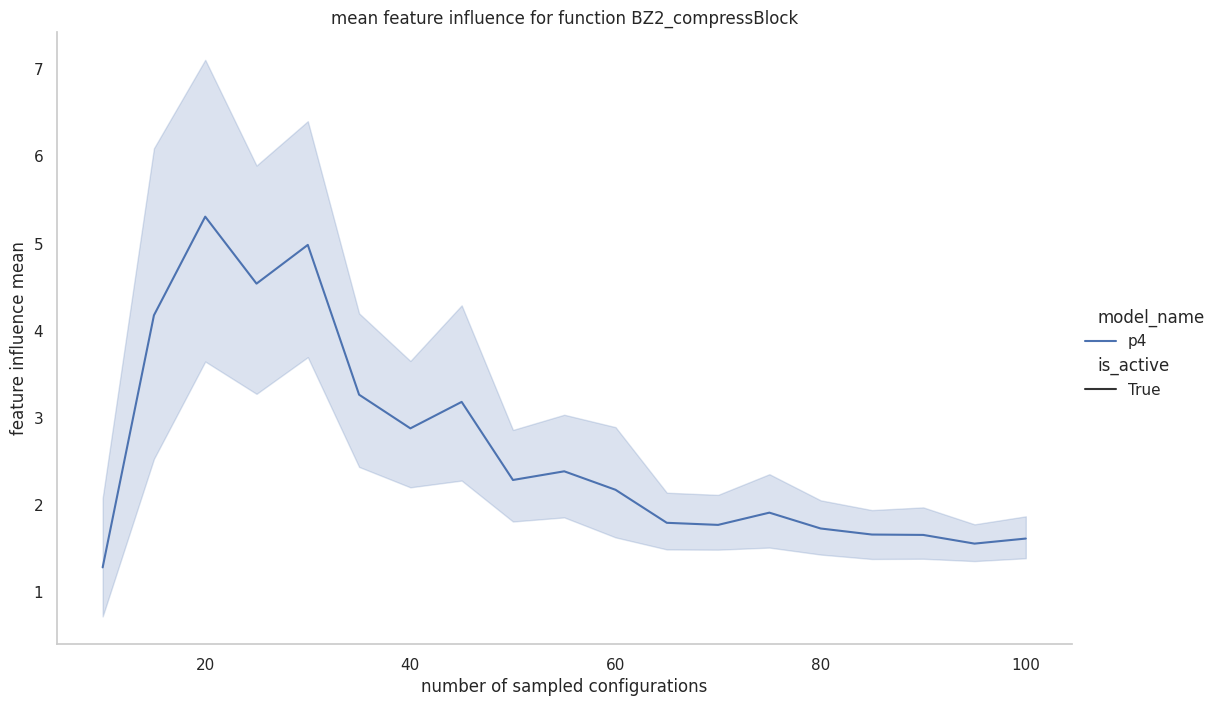 mean feature influence for function BZ2_compressBlock
7
6
5
4
3
2
1
feature influence mean
20
40
60
80
100
number of sampled configurations
model_name
p4
is_active
True